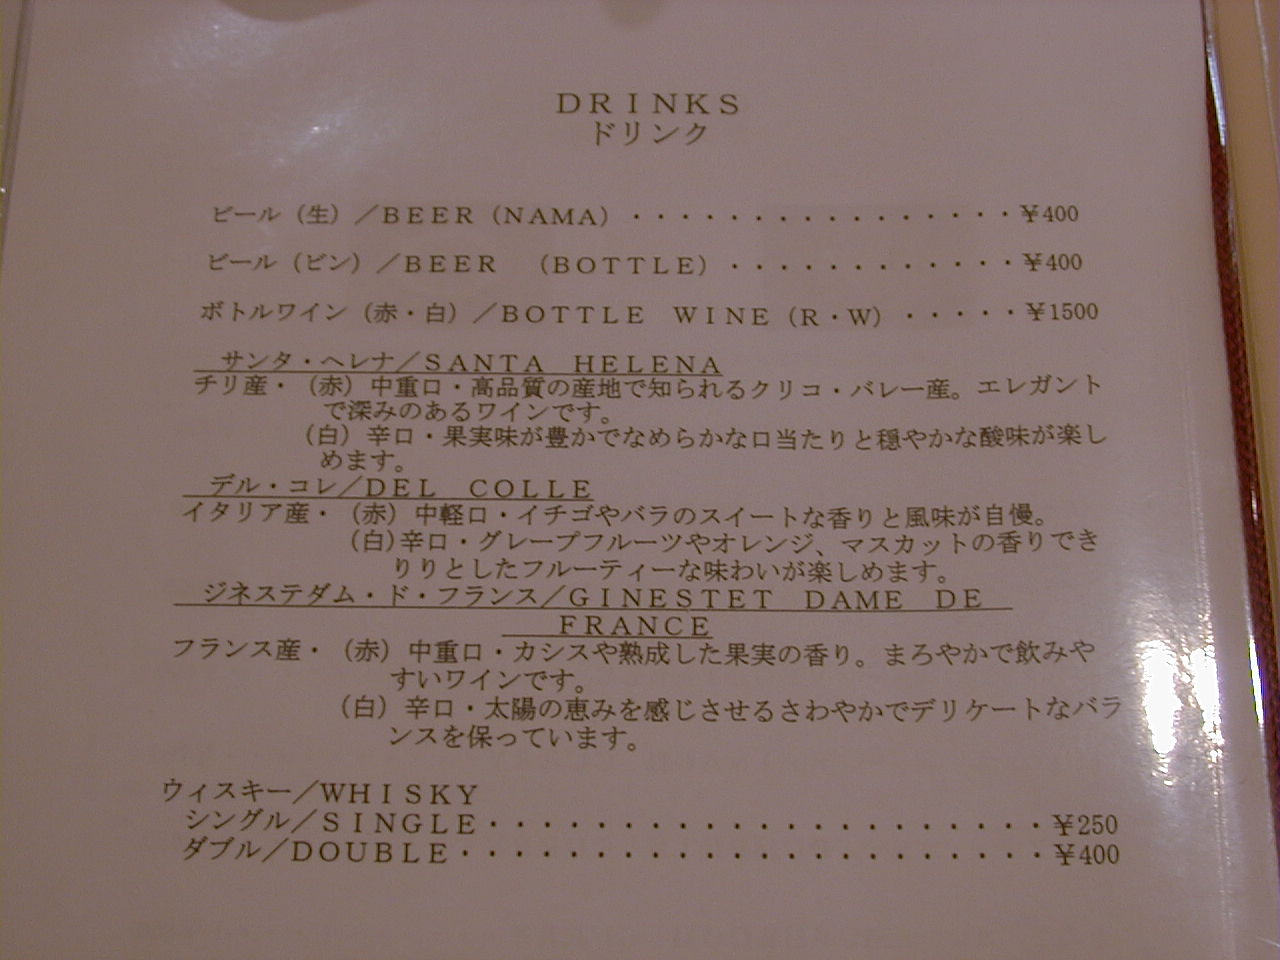 ＤＲＩＮＫＳ
ドリンク
ビール（生）／ＢＥＥＲ（ＮＡＭＡ）・・・・・・・・・・・・・・・・¥400
ビール（ビン）／ＢＥＥＲ　（ＢＯＴＴＬＥ）・・・・・・・・・・・・¥400
ボトルワイン（赤・白）／ＢＯＴＴＬＥ　ＷＩＮＥ（Ｒ・Ｗ）・・・・・¥1500
サンタ・ヘレナ／ＳＡＮＴＡ　ＨＥＬＥＮＡ
チリ産・（赤）中重口・高品質の産地で知られるクリコ・バレー産。エレガント
で深みのあるワインです。
（白）辛口・果実味が豊かでなめらかな口当たりと穏やかな酸味が楽し
めます。
デル・コレ／ＤＥＬ　ＣＯＬＬＥ
イタリア産・（赤）中軽口・イチゴやバラのスイートな香りと風味が自慢。
（白）辛口・グレープフルーツやオレンジ、マスカットの香りでき
りりとしたフルーティーな味わいが楽しめます。
ジネステダム・ド・フランス／ＧＩＮＥＳＴＥＴ　ＤＡＭＥ　ＤＥ
ＦＲＡＮＣＥ
フランス産・（赤）中重口・カシスや熟成した果実の香り。まろやかで飲みや
すいワインです。
（白）辛口・太陽の恵みを感じさせるさわやかでデリケートなバラ
ンスを保っています。
ウィスキー／ＷＨＩＳＫＹ
シングル／ＳＩＮＧＬＥ・・・・・・・・・・・・・・・・・・・・・¥250
ダブル／ＤＯＵＢＬＥ・・・・・・・・・・・・・・・・・・・・・・¥400